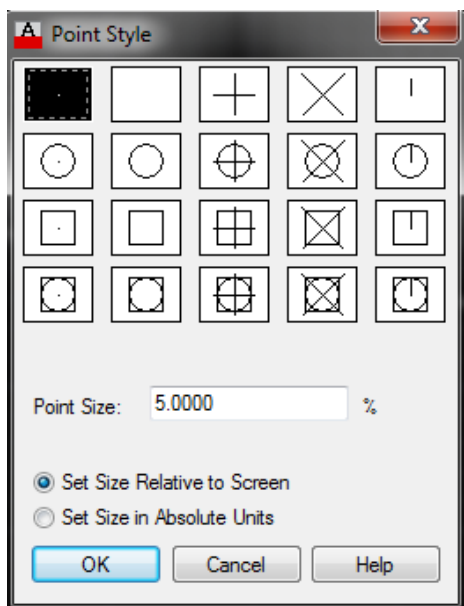 A Point Style
Point Size: 5.0000 %
Set Size Relative to Screen
Set Size in Absolute Units
OK Cancel Help